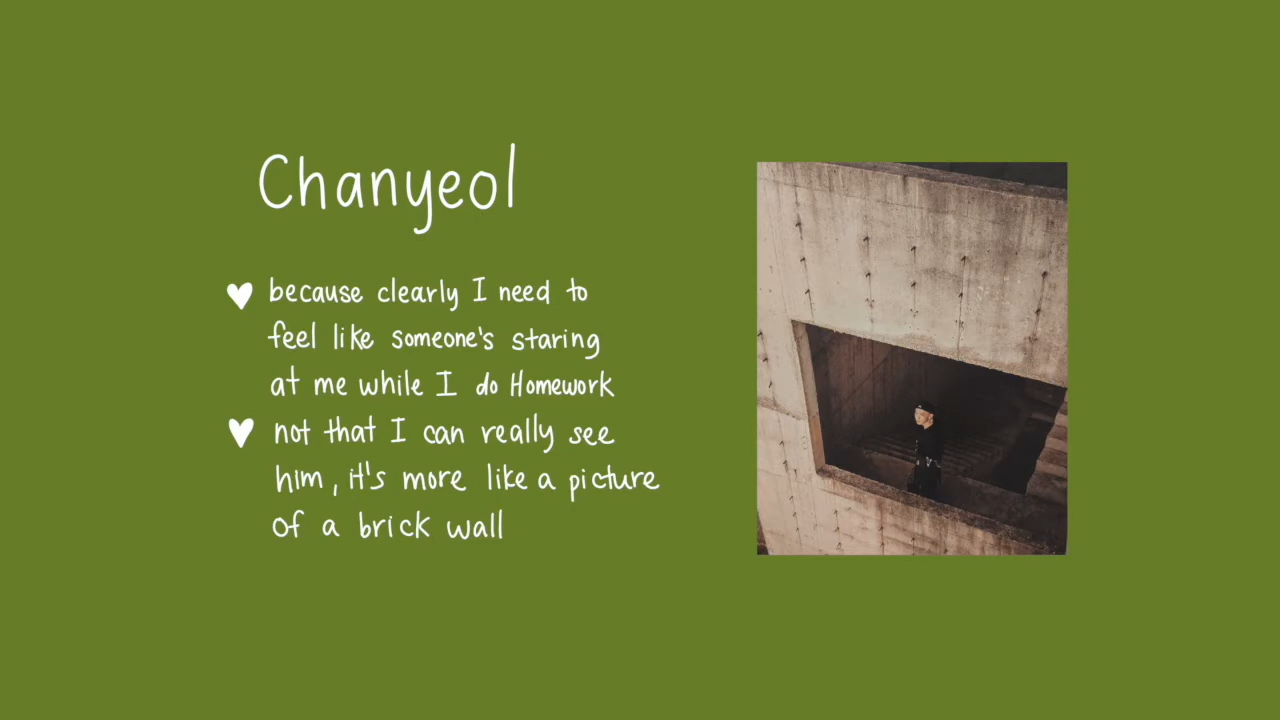 Chanyeol
because clearly I need to
feel like someone's staring
at me while I do Homework
not that I can really see
him, it's more like a picture
of a brick wall